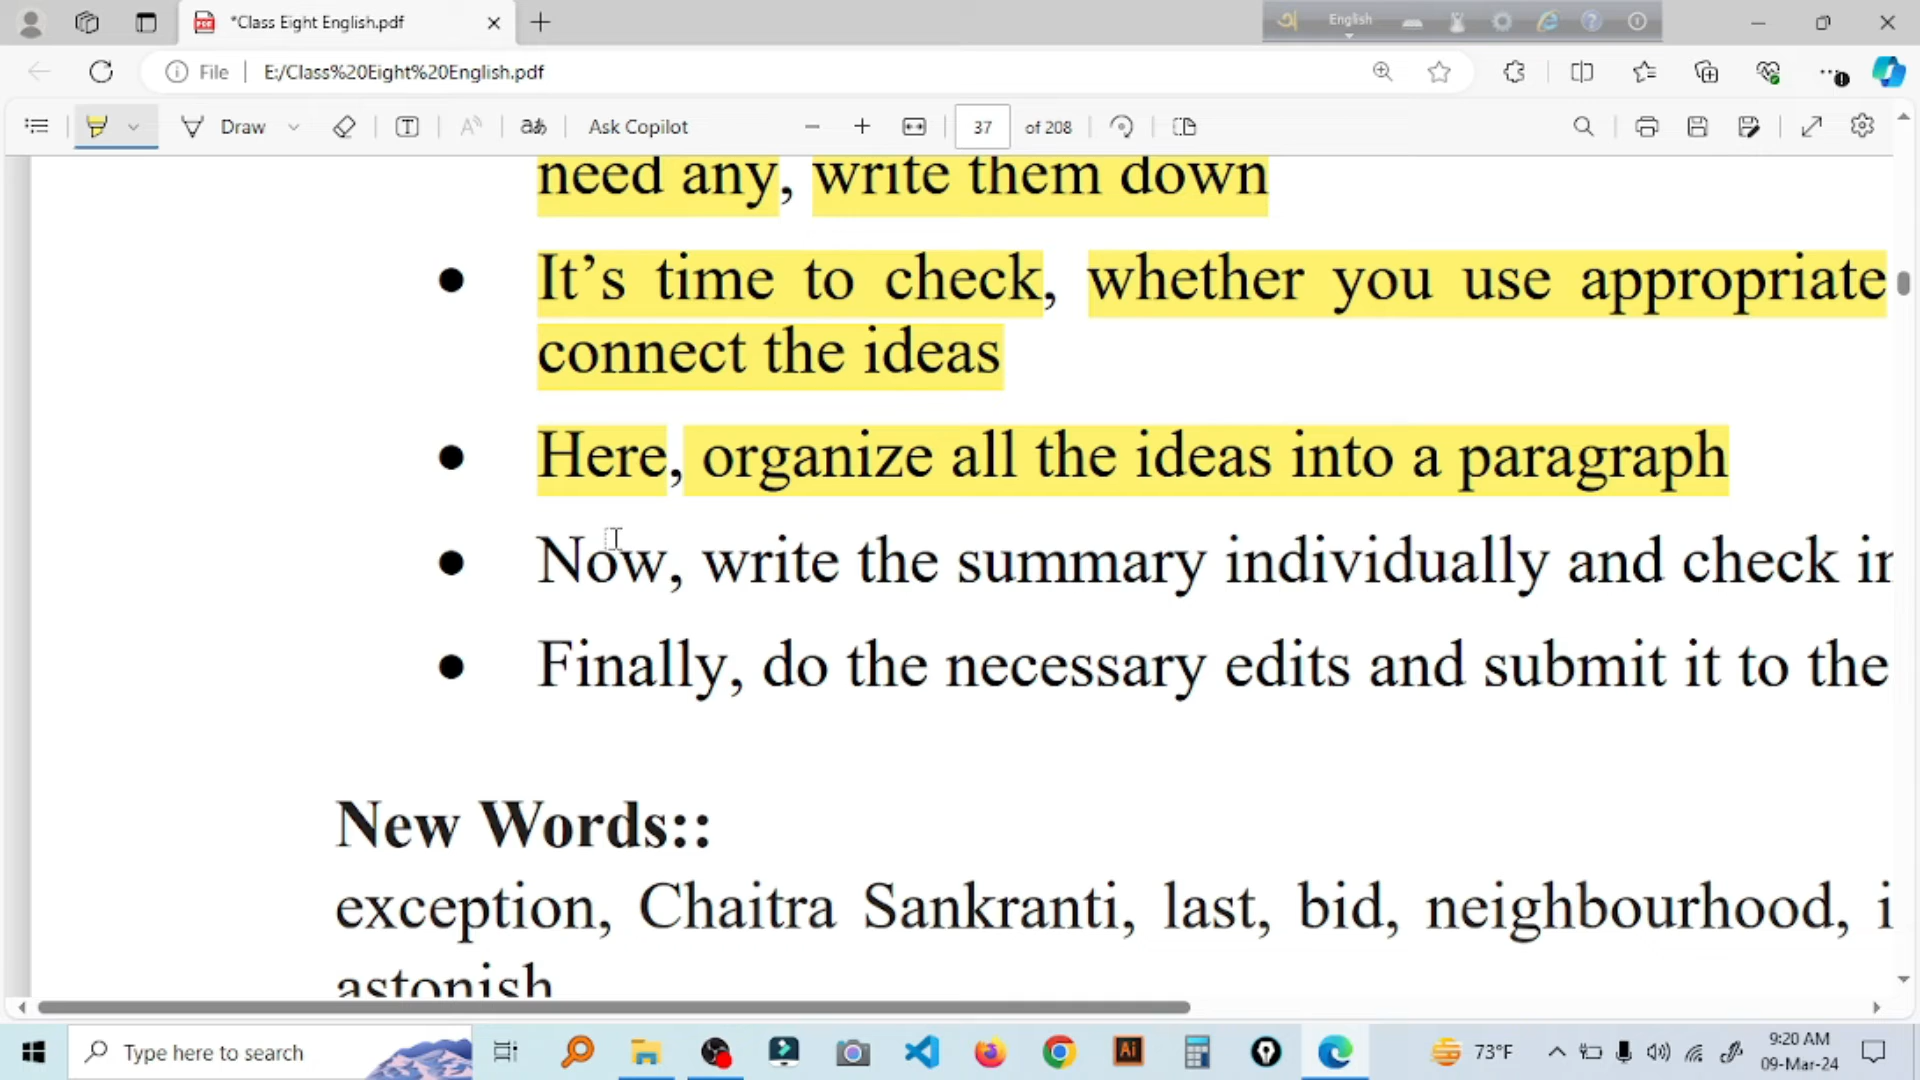 *Class Eight English.pdf
English
File
E:/Class%20Eight%20English.pdf
Draw
Ask Copilot
37 of 208
need any, write them down
● It's time to check, whether you use appropriate
connect the ideas
● Here, organize all the ideas into a paragraph
● Now, write the summary individually and check in
● Finally, do the necessary edits and submit it to the
New Words::
exception, Chaitra Sankranti, last, bid, neighbourhood, i
astonish
Type here to search
73°F
9:20 AM
09-Mar-24